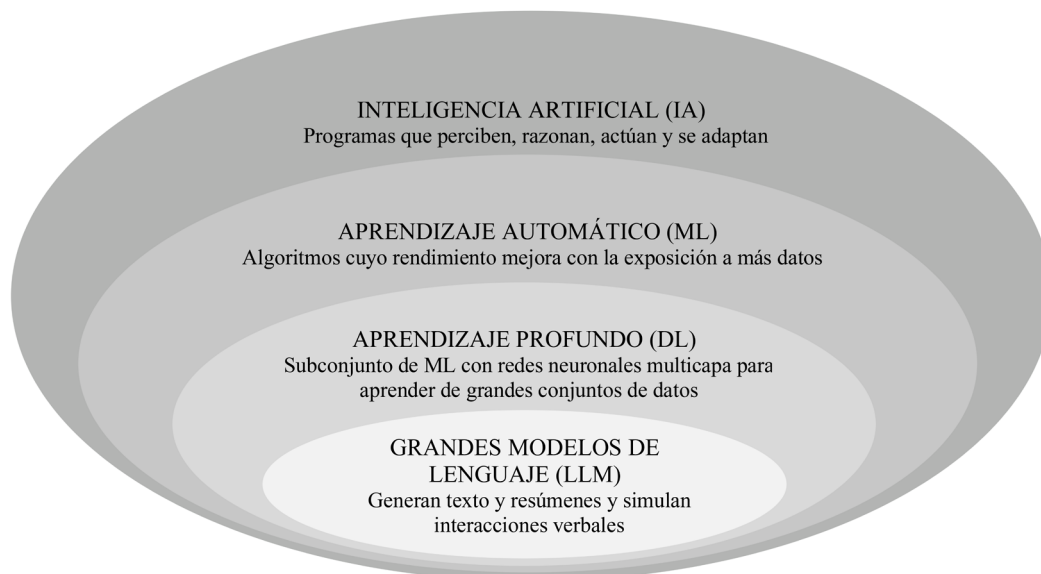 INTELIGENCIA ARTIFICIAL (IA)
Programas que perciben, razonan, actúan y se adaptan
APRENDIZAJE AUTOMÁTICO (ML)
Algoritmos cuyo rendimiento mejora con la exposición a más datos
APRENDIZAJE PROFUNDO (DL)
Subconjunto de ML con redes neuronales multicapa para
aprender de grandes conjuntos de datos
GRANDES MODELOS DE
LENGUAJE (LLM)
Generan texto y resúmenes y simulan
interacciones verbales